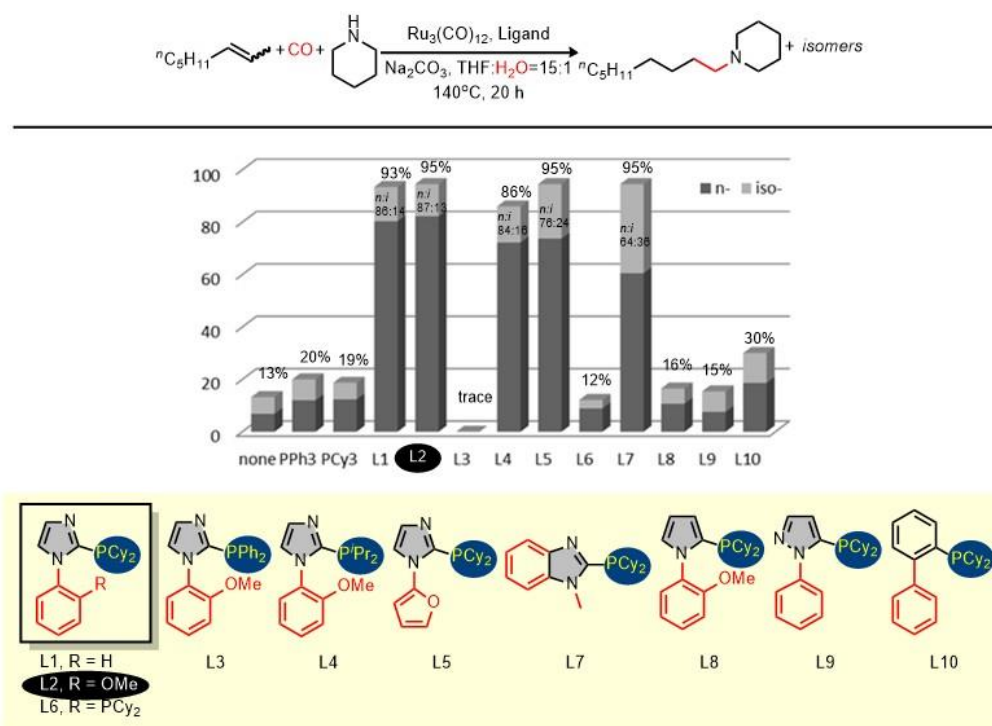 H
N
ⁿC₅H₁₁
+CO+
Ru₃(CO)₁₂, Ligand
Na₂CO₃, THF:H₂O=15:1
140°C, 20 h
ⁿC₅H₁₁
N
+ isomers
100
80
60
40
20
0
13%
20%
19%
93%
n:i
86:14
95%
n:i
87:13
trace
86%
n:i
84:16
95%
n:i
76:24
12%
95%
n:i
64:36
16%
15%
30%
n- iso-
none PPh3 PCy3 L1 L2 L3 L4 L5 L6 L7 L8 L9 L10
N
N
PCy₂
R
L1, R = H
L2, R = OMe
L6, R = PCy₂
N
N
PPh₂
OMe
L3
N
N
PⁱPr₂
OMe
L4
N
N
PCy₂
O
L5
N
N
PCy₂
L7
N
PCy₂
OMe
L8
N
N
PCy₂
L9
PCy₂
L10